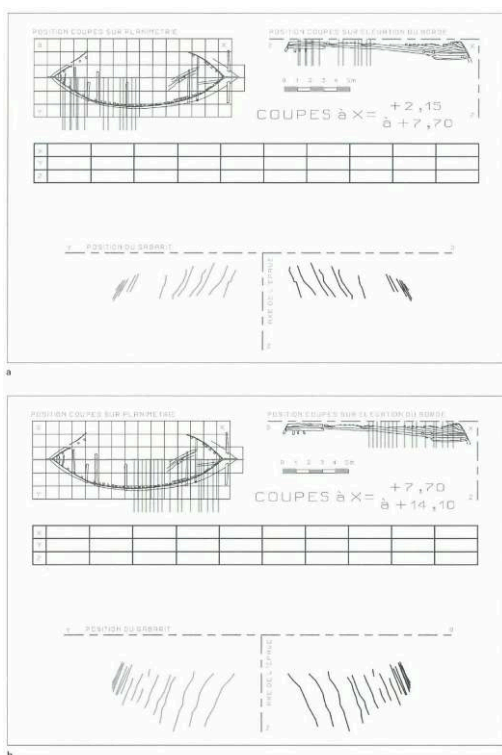 POSITION COUPES SUR PLANIMETRIE
POSITION COUPES SUR ELEVATION DU BORDE
0 1 2 3 4 5M
COUPES à X= +2,15
à +7,70
X
Y
Z
POSITION DU GABARIT
AXE DE L'EPAVE
a
POSITION COUPES SUR PLANIMETRIE
POSITION COUPES SUR ELEVATION DU BORDE
0 1 2 3 4 5M
COUPES à X= +7,70
à +14,10
X
Y
Z
POSITION DU GABARIT
AXE DE L'EPAVE
b